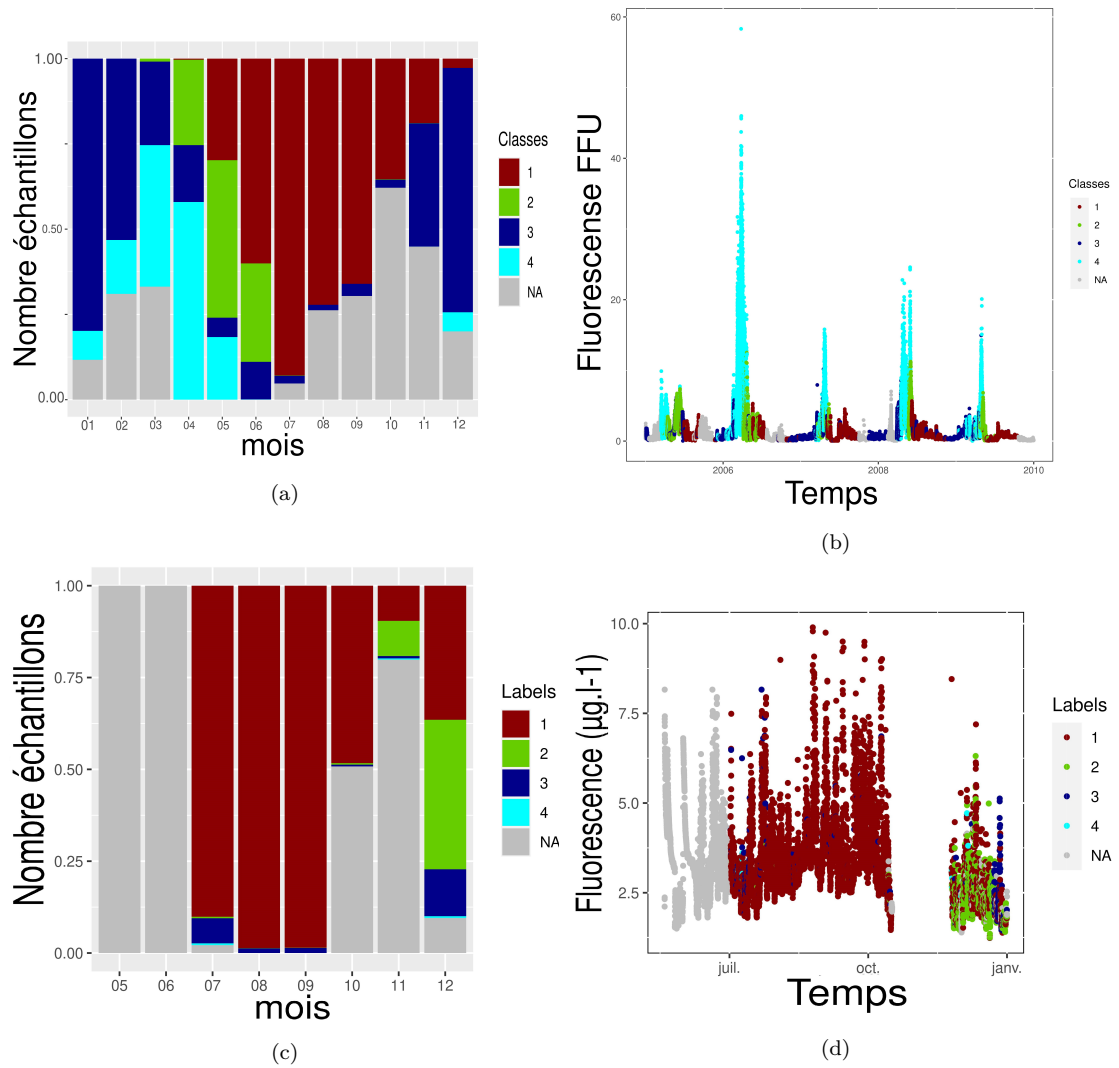 Nombre échantillons
1.00
0.50
0.00
01 02 03 04 05 06 07 08 09 10 11 12
mois
Classes
1
2
3
4
NA
(a)
Fluorescense FFU
60
40
20
0
2006 2008 2010
Temps
Classes
1
2
3
4
NA
(b)
Nombre échantillons
1.00
0.75
0.50
0.25
0.00
05 06 07 08 09 10 11 12
mois
Labels
1
2
3
4
NA
(c)
Fluorescence (µg.l-1)
10.0
7.5
5.0
2.5
juil. oct. janv.
Temps
Labels
1
2
3
4
NA
(d)